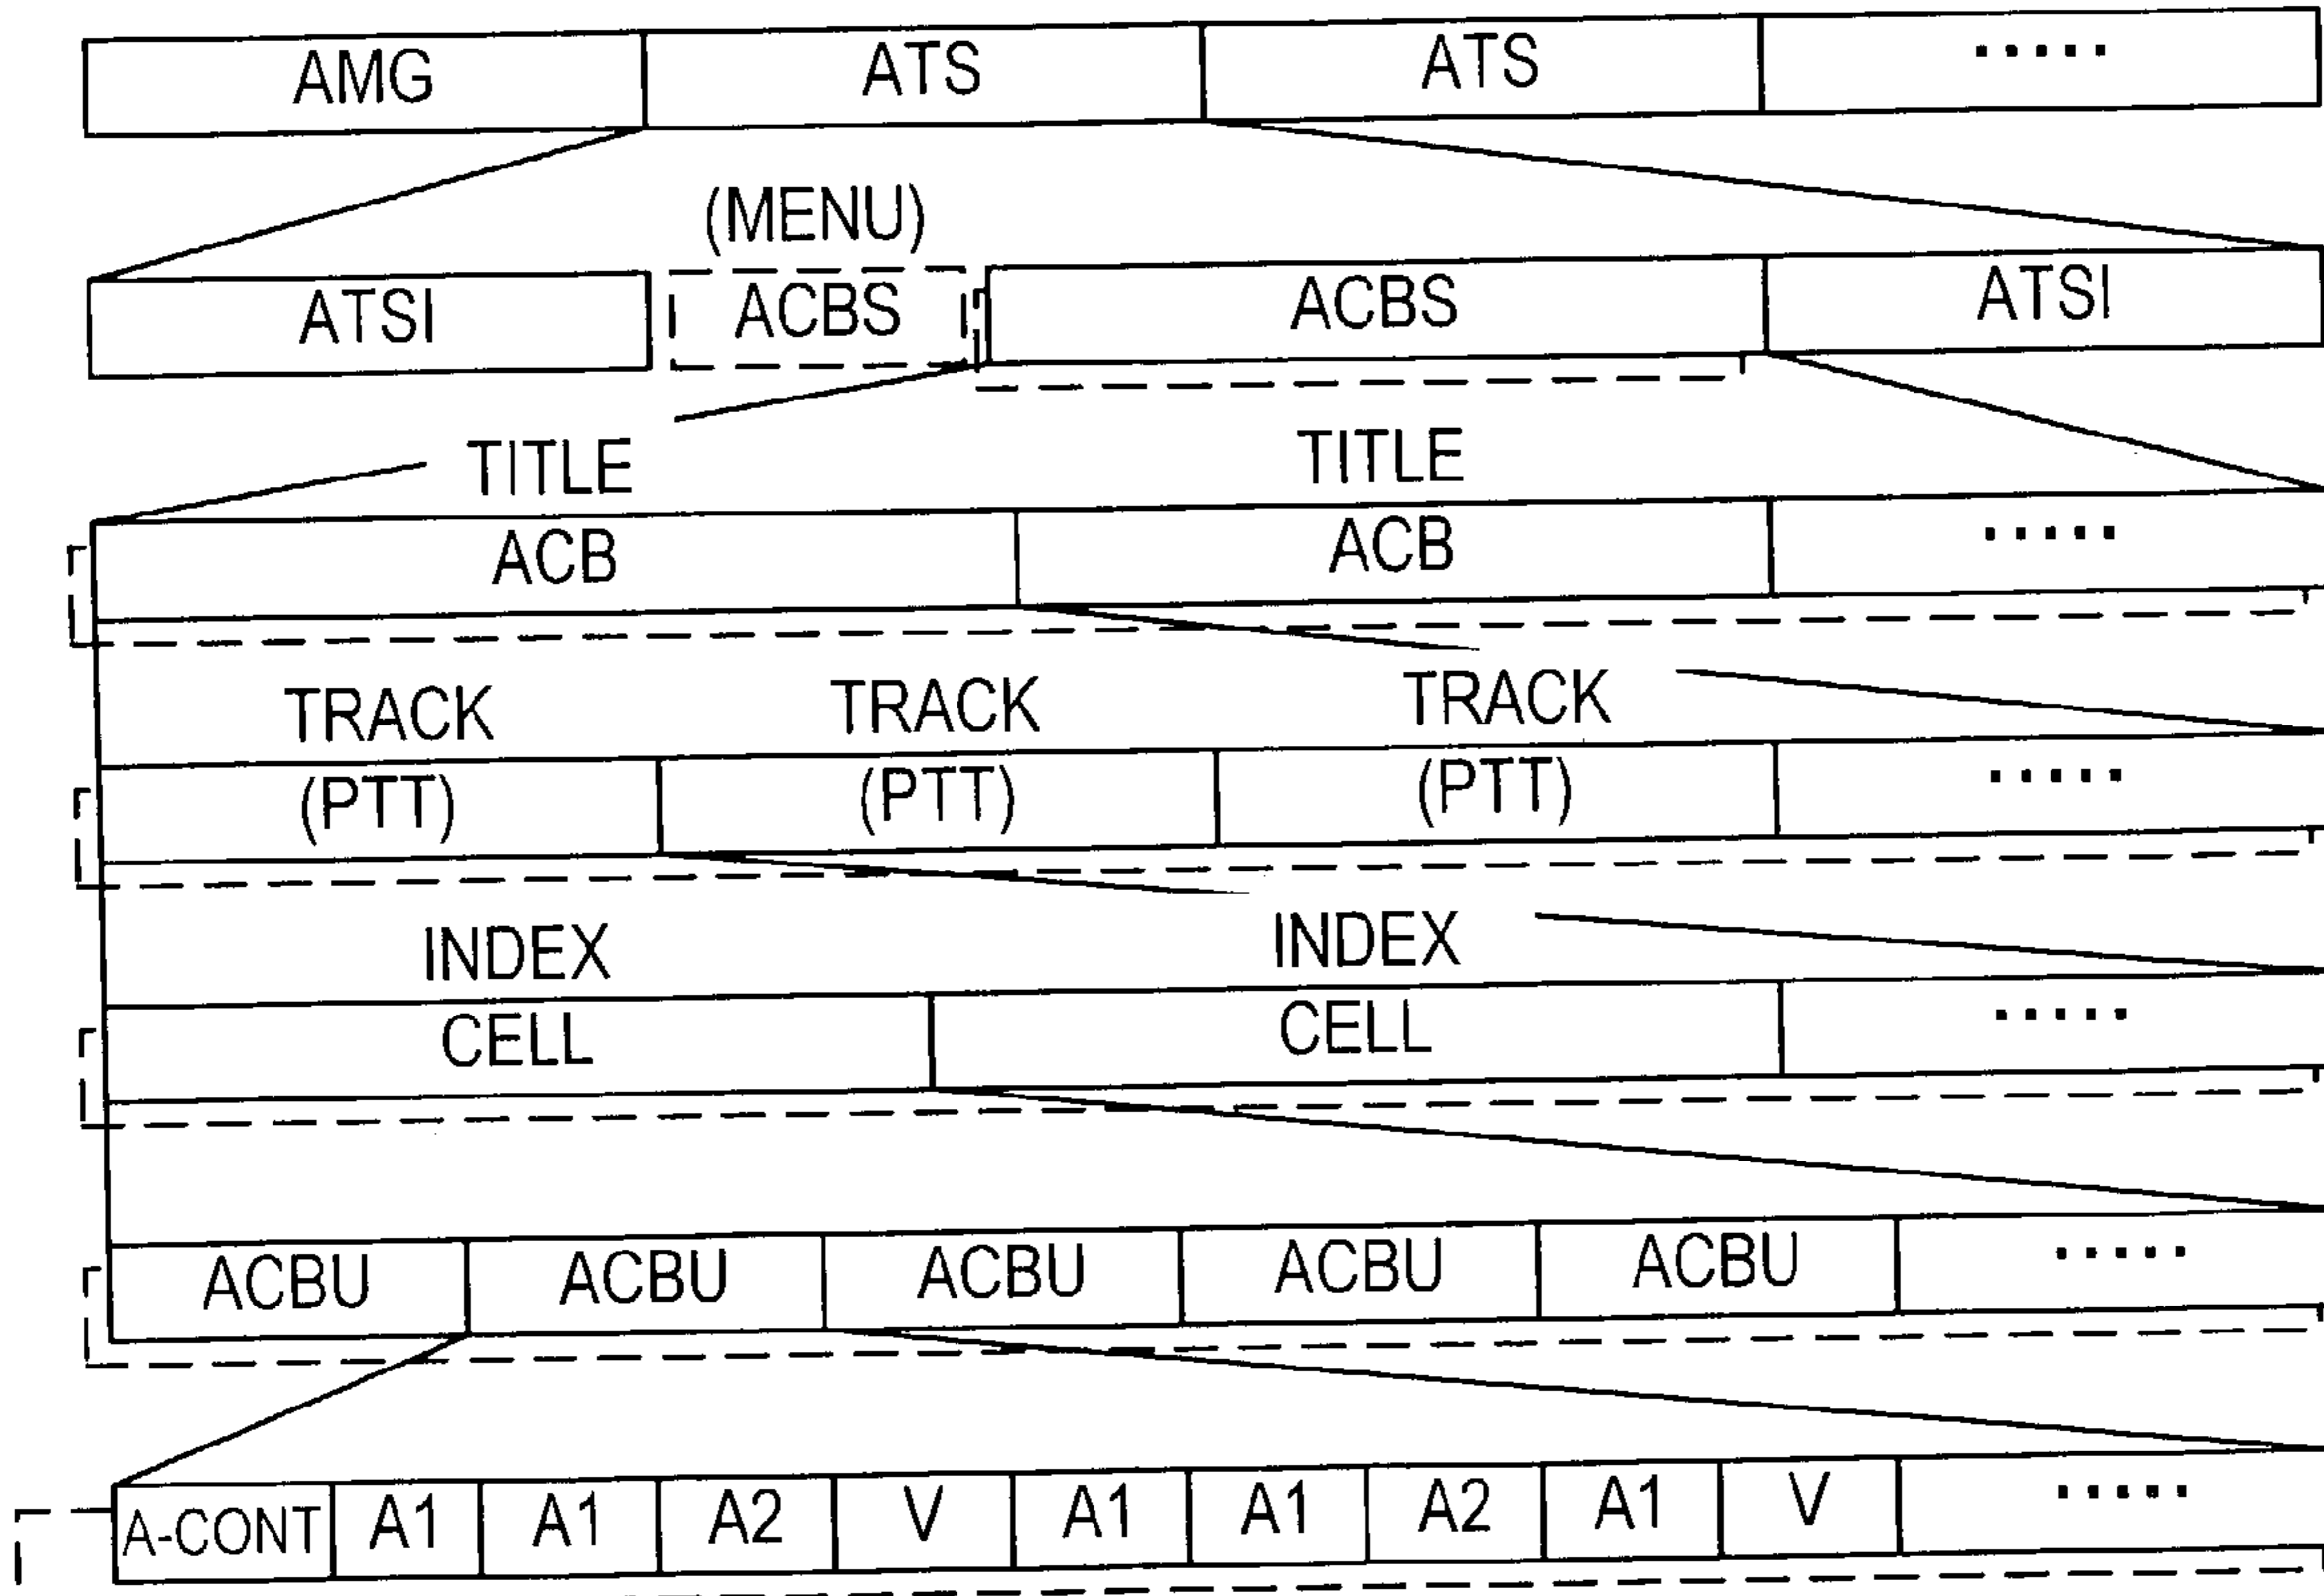 AMG ATS ATS .....
(MENU)
ATSI ACBS ACBS ATSI
TITLE TITLE
ACB ACB .....
TRACK TRACK TRACK
(PTT) (PTT) (PTT) .....
INDEX INDEX
CELL CELL .....
ACBU ACBU ACBU ACBU ACBU .....
A-CONT A1 A1 A2 V A1 A1 A2 A1 V .....